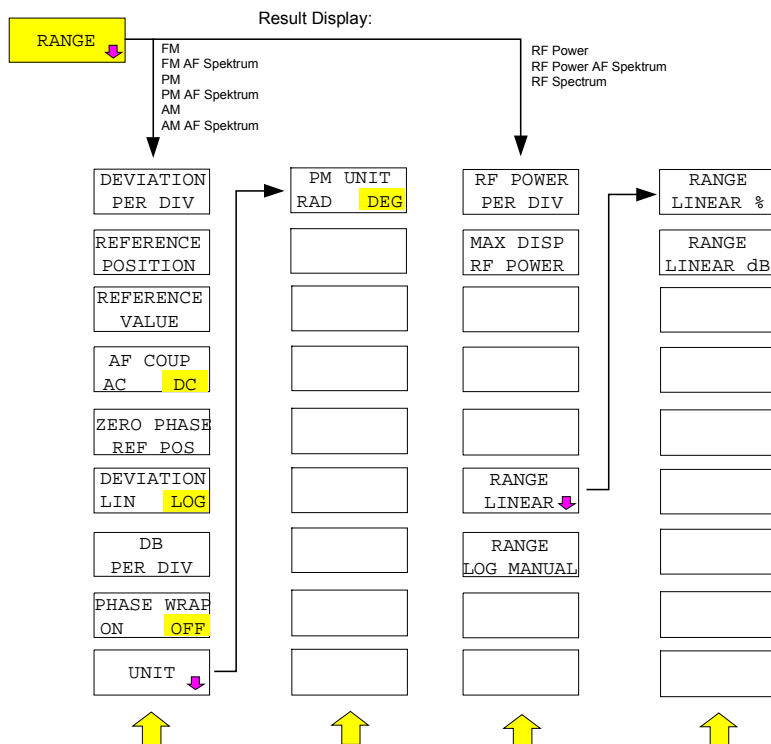 Result Display:
RANGE
FM
FM AF Spektrum
PM
PM AF Spektrum
AM
AM AF Spektrum
RF Power
RF Power AF Spektrum
RF Spectrum
DEVIATION
PER DIV
REFERENCE
POSITION
REFERENCE
VALUE
AF COUP
AC DC
ZERO PHASE
REF POS
DEVIATION
LIN LOG
DB
PER DIV
PHASE WRAP
ON OFF
UNIT
PM UNIT
RAD DEG
RF POWER
PER DIV
MAX DISP
RF POWER
RANGE
LINEAR
RANGE
LOG MANUAL
RANGE
LINEAR %
RANGE
LINEAR dB